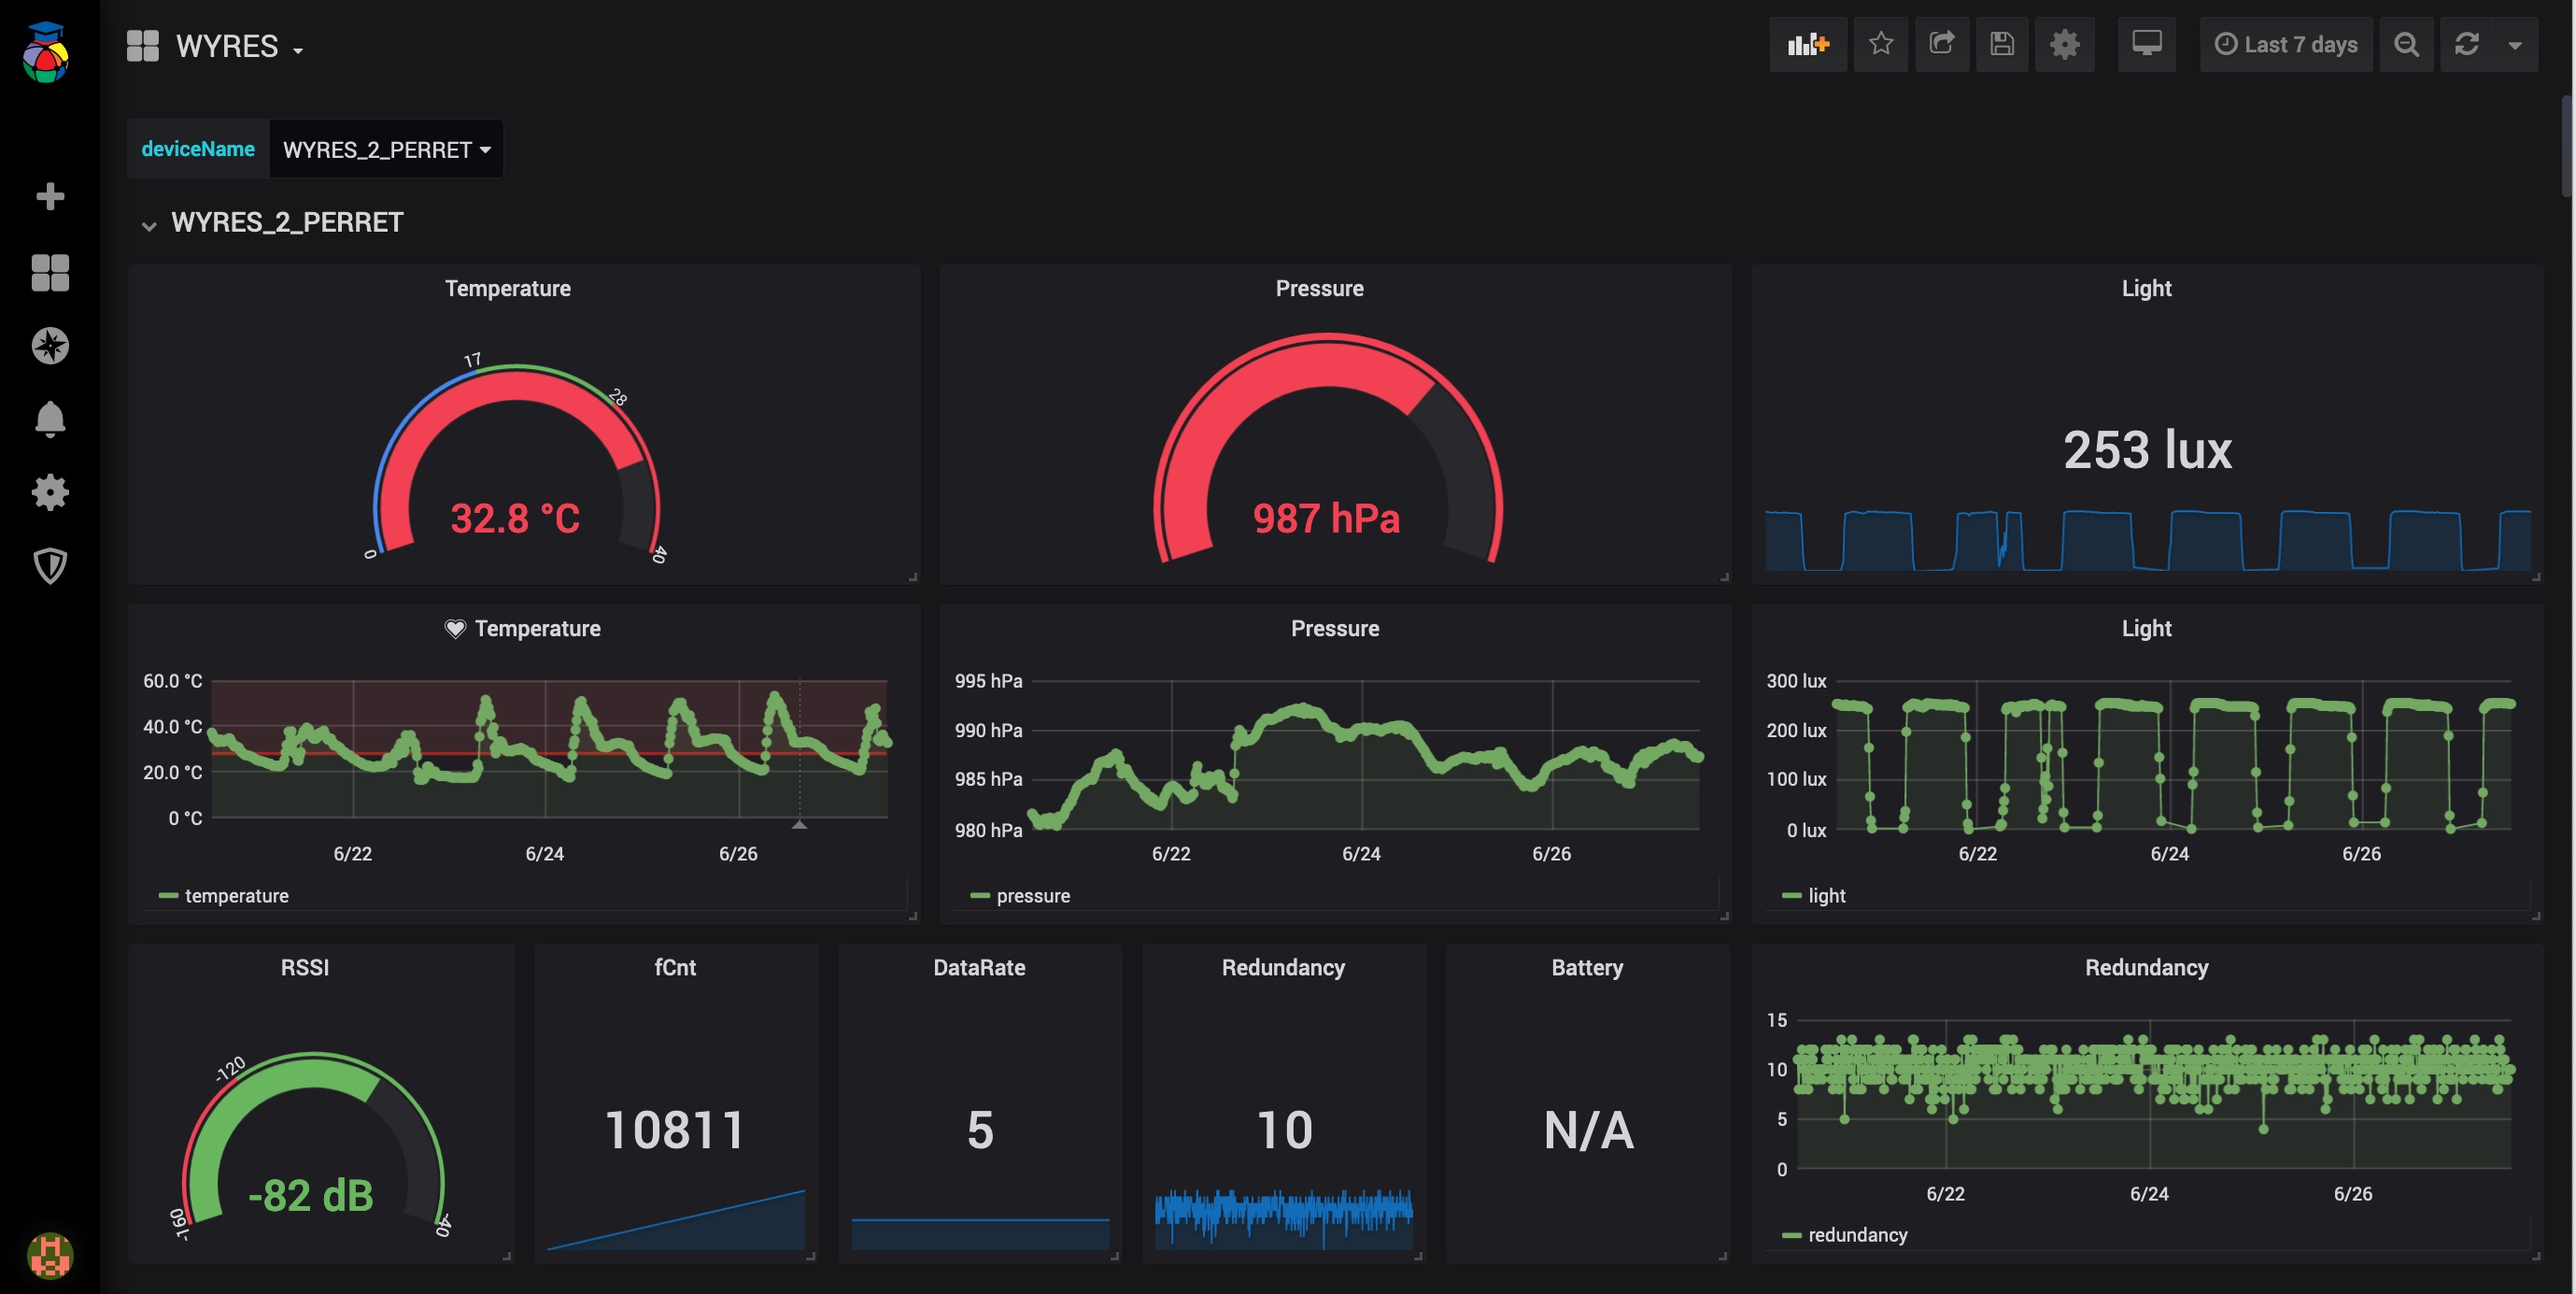 WYRES
Last 7 days
deviceName WYRES_2_PERRET
WYRES_2_PERRET
Temperature
0
17
28
40
32.8 °C
Pressure
987 hPa
Light
253 lux
Temperature
60.0 °C
40.0 °C
20.0 °C
0 °C
6/22 6/24 6/26
temperature
Pressure
995 hPa
990 hPa
985 hPa
980 hPa
6/22 6/24 6/26
pressure
Light
300 lux
200 lux
100 lux
0 lux
6/22 6/24 6/26
light
RSSI
-160
-120
-40
-82 dB
fCnt
10811
DataRate
5
Redundancy
10
Battery
N/A
Redundancy
15
10
5
0
6/22 6/24 6/26
redundancy